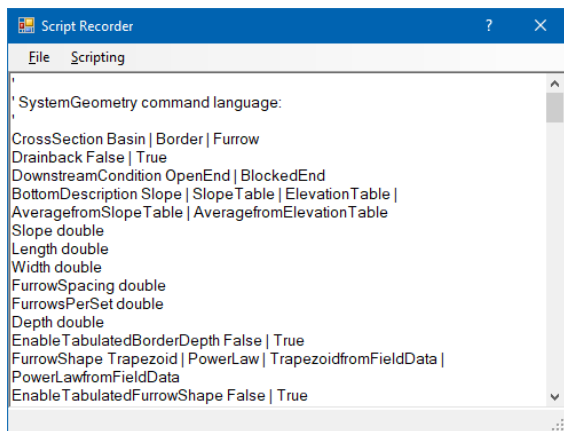 Script Recorder ? ×
File Scripting
'
' SystemGeometry command language:
'
CrossSection Basin | Border | Furrow
Drainback False | True
DownstreamCondition OpenEnd | BlockedEnd
BottomDescription Slope | SlopeTable | ElevationTable |
AveragefromSlopeTable | AveragefromElevationTable
Slope double
Length double
Width double
FurrowSpacing double
FurrowsPerSet double
Depth double
EnableTabulatedBorderDepth False | True
FurrowShape Trapezoid | PowerLaw | TrapezoidfromFieldData |
PowerLawfromFieldData
EnableTabulatedFurrowShape False | True